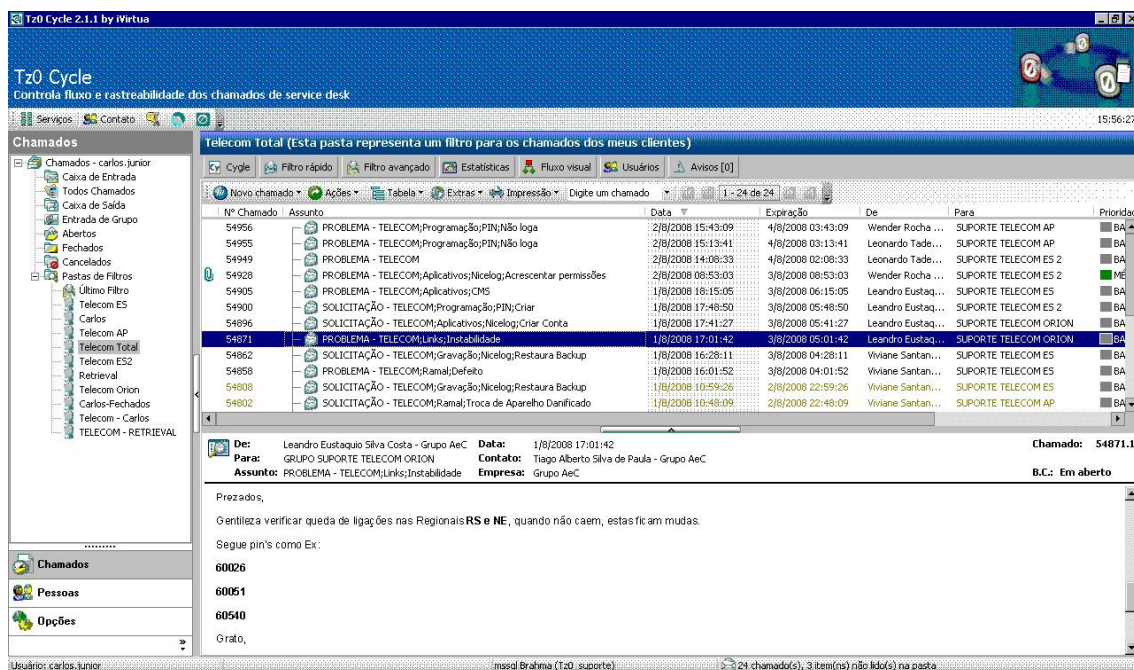 Tz0 Cycle 2.1.1 by iVirtua
Tz0 Cycle
Controla fluxo e rastreabilidade dos chamados de service desk
Serviços Contato 15:56:27
Chamados
Telecom Total (Esta pasta representa um filtro para os chamados dos meus clientes)
Chamados - carlos.junior
Caixa de Entrada
Todos Chamados
Caixa de Saída
Entrada de Grupo
Abertos
Fechados
Cancelados
Pastas de Filtros
Último Filtro
Telecom ES
Carlos
Telecom AP
Telecom Total
Telecom ES2
Retrieval
Telecom Orion
Carlos-Fechados
Telecom - Carlos
TELECOM - RETRIEVAL
Chamados
Pessoas
Opções
Cygle Filtro rápido Filtro avançado Estatísticas Fluxo visual Usuários Avisos [0]
Novo chamado Ações Tabela Extras Impressão Digite um chamado 1 - 24 de 24
Nº Chamado Assunto Data Expiração De Para Prioridad
54956 PROBLEMA - TELECOM;Programação;PIN;Não loga 2/8/2008 15:43:09 4/8/2008 03:43:09 Wender Rocha ... SUPORTE TELECOM AP BA
54955 PROBLEMA - TELECOM;Programação;PIN;Não loga 2/8/2008 15:13:41 4/8/2008 03:13:41 Leonardo Tade... SUPORTE TELECOM AP BA
54949 PROBLEMA - TELECOM 2/8/2008 14:08:33 4/8/2008 02:08:33 Leonardo Tade... SUPORTE TELECOM ES 2 BA
54928 PROBLEMA - TELECOM;Aplicativos;Nicelog;Acrescentar permissões 2/8/2008 08:53:03 3/8/2008 08:53:03 Wender Rocha ... SUPORTE TELECOM ES 2 MÉ
54905 PROBLEMA - TELECOM;Aplicativos;CMS 1/8/2008 18:15:05 3/8/2008 06:15:05 Leandro Eustaq... SUPORTE TELECOM ES BA
54900 SOLICITAÇÃO - TELECOM;Programação;PIN;Criar 1/8/2008 17:48:50 3/8/2008 05:48:50 Leandro Eustaq... SUPORTE TELECOM ES 2 BA
54896 SOLICITAÇÃO - TELECOM;Aplicativos;Nicelog;Criar Conta 1/8/2008 17:41:27 3/8/2008 05:41:27 Leandro Eustaq... SUPORTE TELECOM ORION BA
54871 PROBLEMA - TELECOM;Links;Instabilidade 1/8/2008 17:01:42 3/8/2008 05:01:42 Leandro Eustaq... SUPORTE TELECOM ORION BA
54862 SOLICITAÇÃO - TELECOM;Gravação;Nicelog;Restaura Backup 1/8/2008 16:28:11 3/8/2008 04:28:11 Viviane Santan... SUPORTE TELECOM ES BA
54858 PROBLEMA - TELECOM;Ramal;Defeito 1/8/2008 16:01:52 3/8/2008 04:01:52 Viviane Santan... SUPORTE TELECOM ES BA
54808 SOLICITAÇÃO - TELECOM;Gravação;Nicelog;Restaura Backup 1/8/2008 10:59:26 2/8/2008 22:59:26 Viviane Santan... SUPORTE TELECOM ES BA
54802 SOLICITAÇÃO - TELECOM;Ramal;Troca de Aparelho Danificado 1/8/2008 10:48:09 2/8/2008 22:48:09 Viviane Santan... SUPORTE TELECOM AP BA
De: Leandro Eustaquio Silva Costa - Grupo AeC Data: 1/8/2008 17:01:42 Chamado: 54871.1
Para: GRUPO SUPORTE TELECOM ORION Contato: Tiago Alberto Silva de Paula - Grupo AeC
Assunto: PROBLEMA - TELECOM;Links;Instabilidade Empresa: Grupo AeC B.C.: Em aberto
Prezados,
Gentileza verificar queda de ligações nas Regionais RS e NE, quando não caem, estas ficam mudas.
Segue pin's como Ex:
60026
60051
60540
Grato,
Usuário: carlos.junior mssql Brahma (Tz0_suporte) 24 chamado(s), 3 item(ns) não lido(s) na pasta